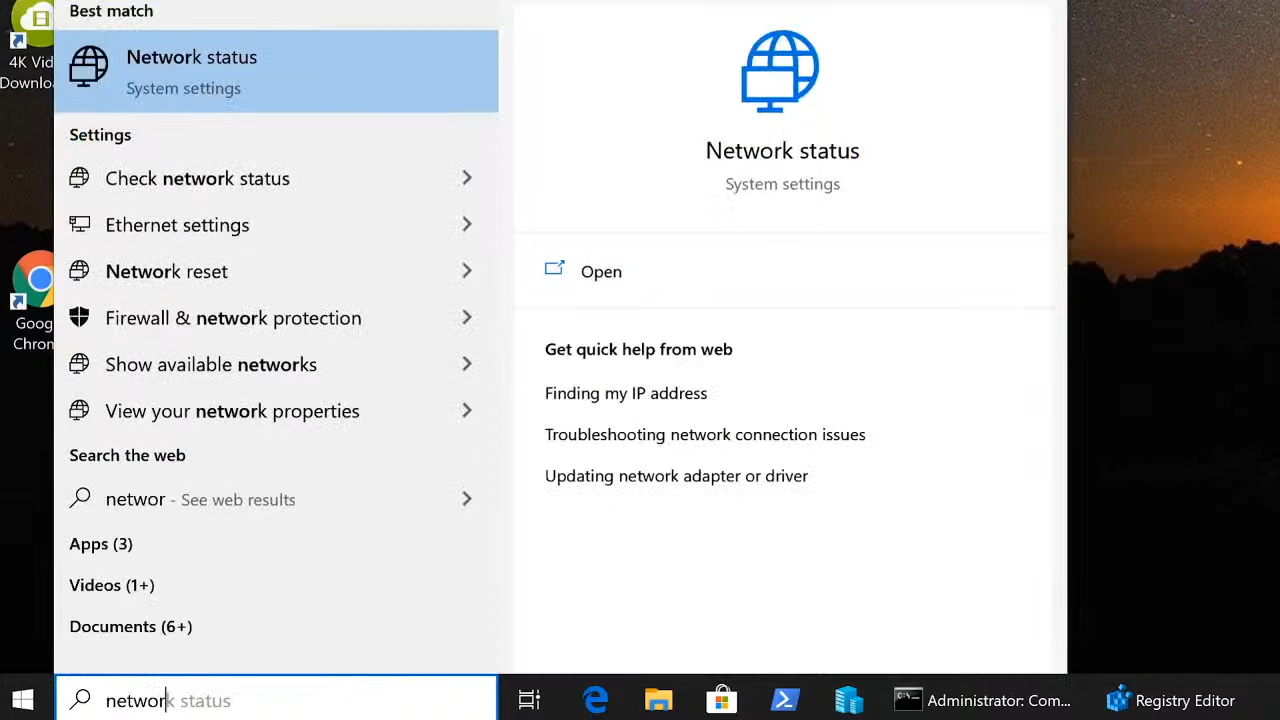 Best match
Network status
System settings
Settings
Check network status
Ethernet settings
Network reset
Firewall & network protection
Show available networks
View your network properties
Search the web
networ - See web results
Apps (3)
Videos (1+)
Documents (6+)
network status
Network status
System settings
Open
Get quick help from web
Finding my IP address
Troubleshooting network connection issues
Updating network adapter or driver
4K Vid
Downlo
Goog
Chron
Administrator: Com...
Registry Editor